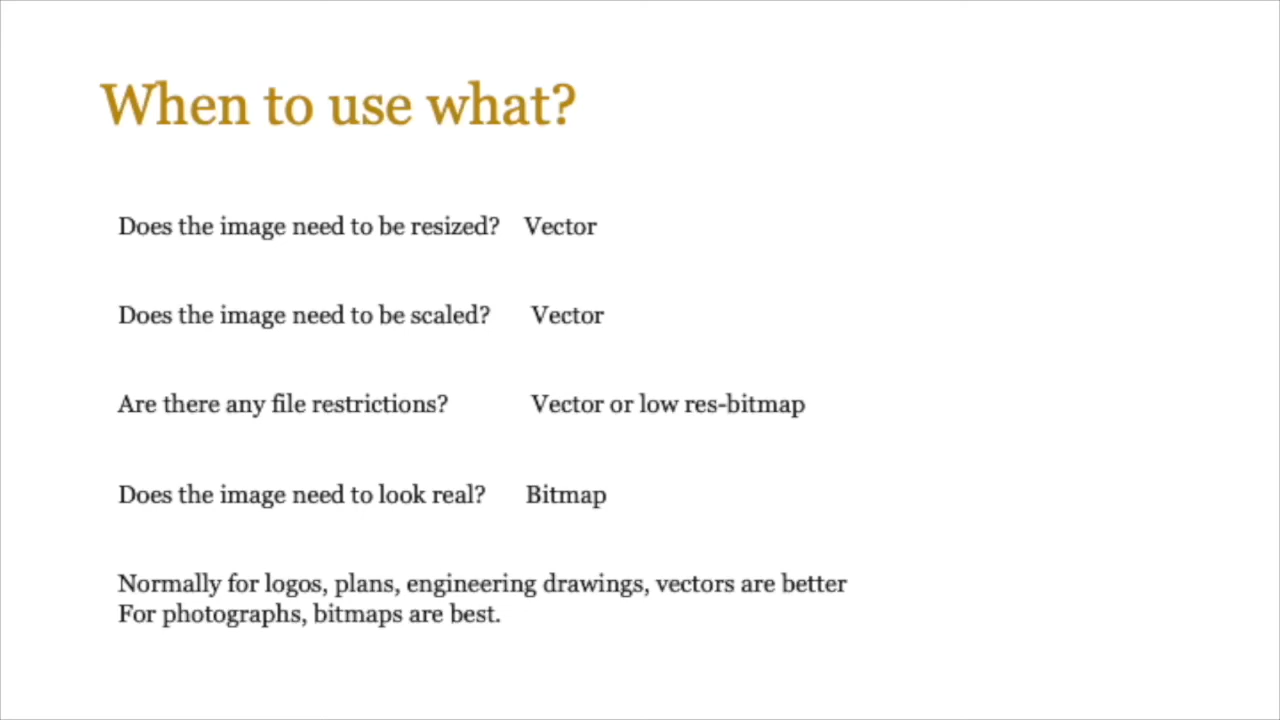 When to use what?
Does the image need to be resized? Vector
Does the image need to be scaled? Vector
Are there any file restrictions? Vector or low res-bitmap
Does the image need to look real? Bitmap
Normally for logos, plans, engineering drawings, vectors are better
For photographs, bitmaps are best.